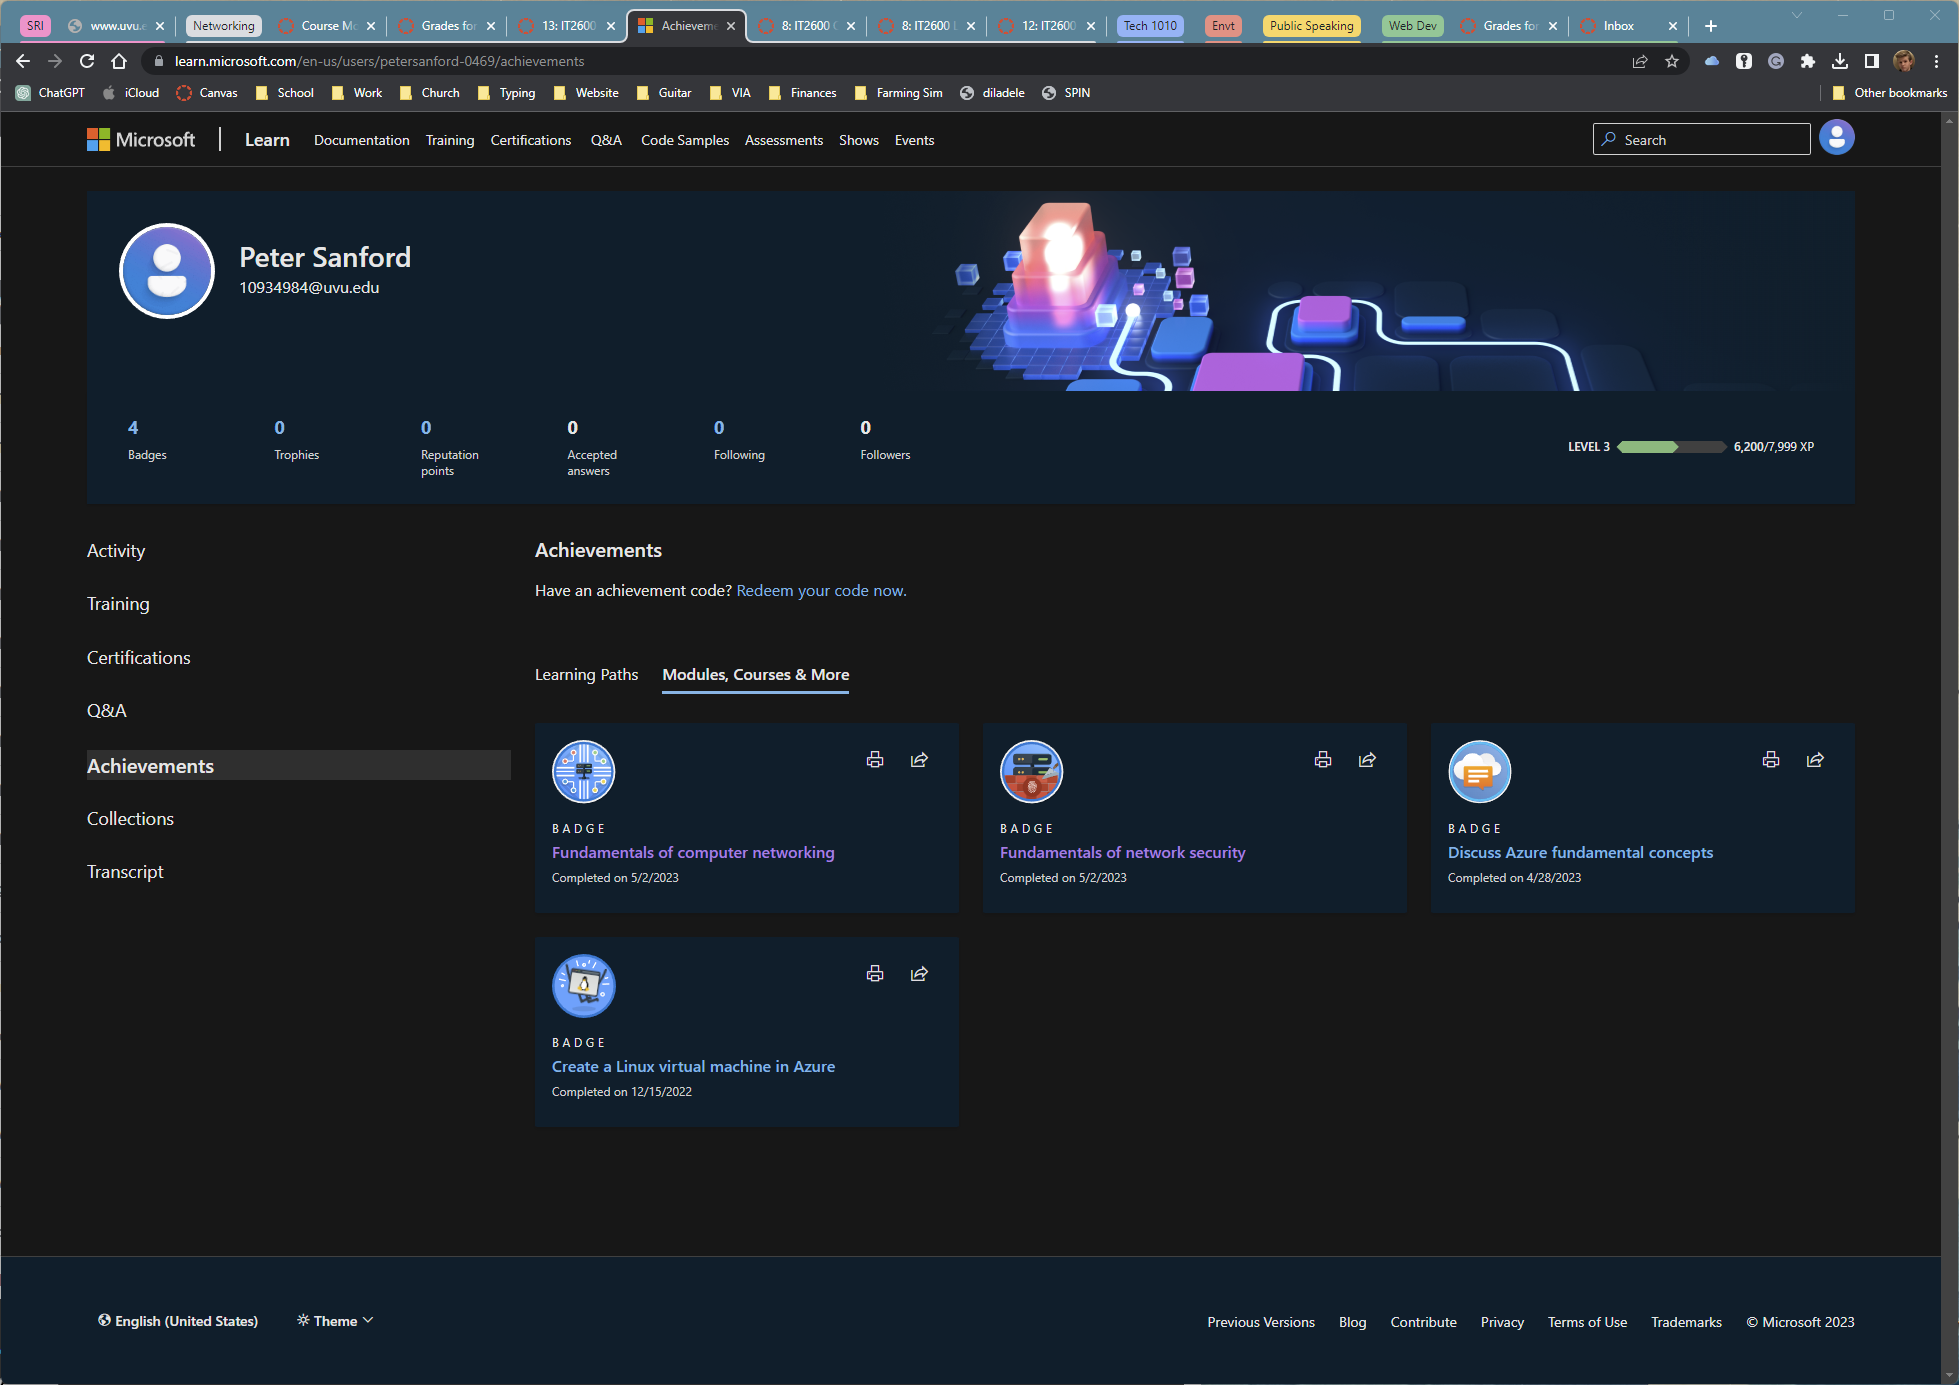 SRI www.uvu.e Networking Course Mo Grades for 13: IT2600 Achieveme 8: IT2600 8: IT2600 12: IT2600 Tech 1010 Envt Public Speaking Web Dev Grades for Inbox
learn.microsoft.com/en-us/users/petersanford-0469/achievements
ChatGPT iCloud Canvas School Work Church Typing Website Guitar VIA Finances Farming Sim diladele SPIN Other bookmarks
Microsoft Learn Documentation Training Certifications Q&A Code Samples Assessments Shows Events Search
Peter Sanford
10934984@uvu.edu
4 0 0 0 0 0
Badges Trophies Reputation points Accepted answers Following Followers
LEVEL 3 6,200/7,999 XP
Activity
Training
Certifications
Q&A
Achievements
Collections
Transcript
Achievements
Have an achievement code? Redeem your code now.
Learning Paths Modules, Courses & More
BADGE
Fundamentals of computer networking
Completed on 5/2/2023
BADGE
Fundamentals of network security
Completed on 5/2/2023
BADGE
Discuss Azure fundamental concepts
Completed on 4/28/2023
BADGE
Create a Linux virtual machine in Azure
Completed on 12/15/2022
English (United States) Theme
Previous Versions Blog Contribute Privacy Terms of Use Trademarks © Microsoft 2023